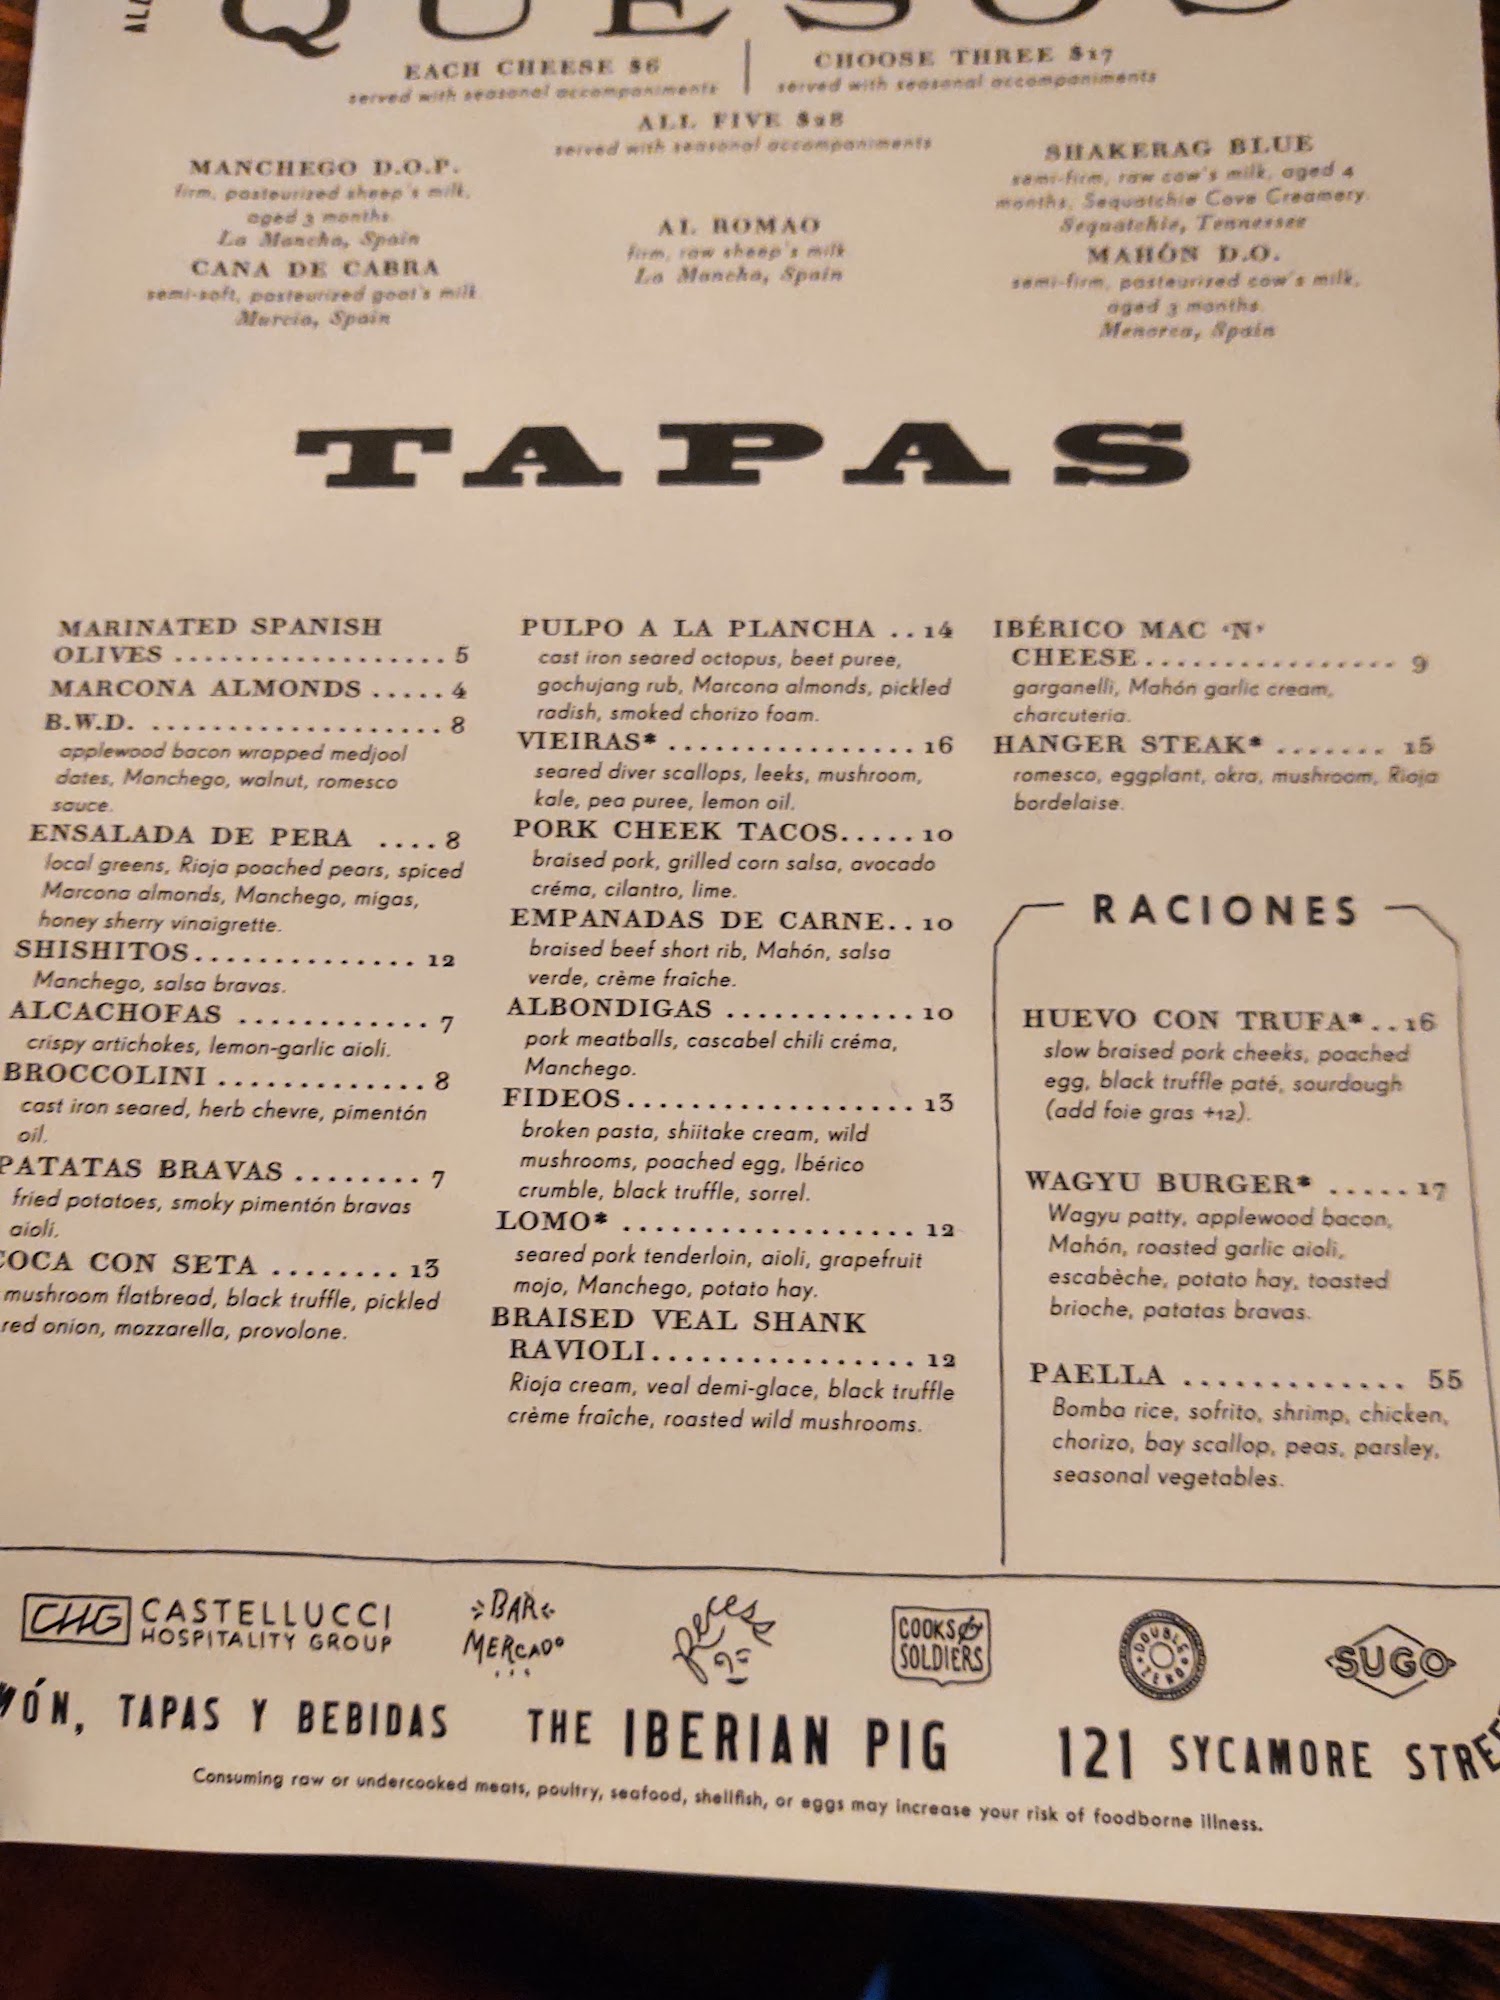 QUESOS
EACH CHEESE $6
served with seasonal accompaniments
CHOOSE THREE $17
served with seasonal accompaniments
ALL FIVE $28
served with seasonal accompaniments
MANCHEGO D.O.P.
firm, pasteurized sheep's milk,
aged 3 months.
La Mancha, Spain
CANA DE CABRA
semi-soft, pasteurized goat's milk
Murcia, Spain
AL ROMAO
firm, raw sheep's milk
La Mancha, Spain
SHAKERAG BLUE
semi-firm, raw cow's milk, aged 4
months, Sequatchie Cove Creamery.
Sequatchie, Tennessee
MAHÓN D.O.
semi-firm, pasteurized cow's milk,
aged 3 months.
Menorca, Spain
TAPAS
MARINATED SPANISH
OLIVES .................. 5
MARCONA ALMONDS ..... 4
B.W.D. .................... 8
applewood bacon wrapped medjool
dates, Manchego, walnut, romesco
sauce.
ENSALADA DE PERA .... 8
local greens, Rioja poached pears, spiced
Marcona almonds, Manchego, migas,
honey sherry vinaigrette.
SHISHITOS.............. 12
Manchego, salsa bravas.
ALCACHOFAS ............ 7
crispy artichokes, lemon-garlic aioli.
BROCCOLINI ............. 8
cast iron seared, herb chevre, pimentón
oil.
PATATAS BRAVAS ........ 7
fried potatoes, smoky pimentón bravas
aioli.
COCA CON SETA ........ 13
mushroom flatbread, black truffle, pickled
red onion, mozzarella, provolone.
PULPO A LA PLANCHA .. 14
cast iron seared octopus, beet puree,
gochujang rub, Marcona almonds, pickled
radish, smoked chorizo foam.
VIEIRAS* ................ 16
seared diver scallops, leeks, mushroom,
kale, pea puree, lemon oil.
PORK CHEEK TACOS..... 10
braised pork, grilled corn salsa, avocado
créma, cilantro, lime.
EMPANADAS DE CARNE.. 10
braised beef short rib, Mahón, salsa
verde, crème fraîche.
ALBONDIGAS ............ 10
pork meatballs, cascabel chili créma,
Manchego.
FIDEOS.................. 13
broken pasta, shiitake cream, wild
mushrooms, poached egg, Ibérico
crumble, black truffle, sorrel.
LOMO* .................. 12
seared pork tenderloin, aioli, grapefruit
mojo, Manchego, potato hay.
BRAISED VEAL SHANK
RAVIOLI................ 12
Rioja cream, veal demi-glace, black truffle
crème fraîche, roasted wild mushrooms.
IBÉRICO MAC 'N'
CHEESE................ 9
garganelli, Mahón garlic cream,
charcuteria.
HANGER STEAK* ....... 15
romesco, eggplant, okra, mushroom, Rioja
bordelaise.
RACIONES
HUEVO CON TRUFA*.. 16
slow braised pork cheeks, poached
egg, black truffle paté, sourdough
(add foie gras +12).
WAGYU BURGER* ..... 17
Wagyu patty, applewood bacon,
Mahón, roasted garlic aioli,
escabèche, potato hay, toasted
brioche, patatas bravas.
PAELLA ............. 55
Bomba rice, sofrito, shrimp, chicken,
chorizo, bay scallop, peas, parsley,
seasonal vegetables.
CHG CASTELLUCCI
HOSPITALITY GROUP
BAR
MERCADO
Recess
COOKS &
SOLDIERS
DOUBLE ZERO
SUGO
MÓN, TAPAS Y BEBIDAS THE IBERIAN PIG 121 SYCAMORE STREE
Consuming raw or undercooked meats, poultry, seafood, shellfish, or eggs may increase your risk of foodborne illness.